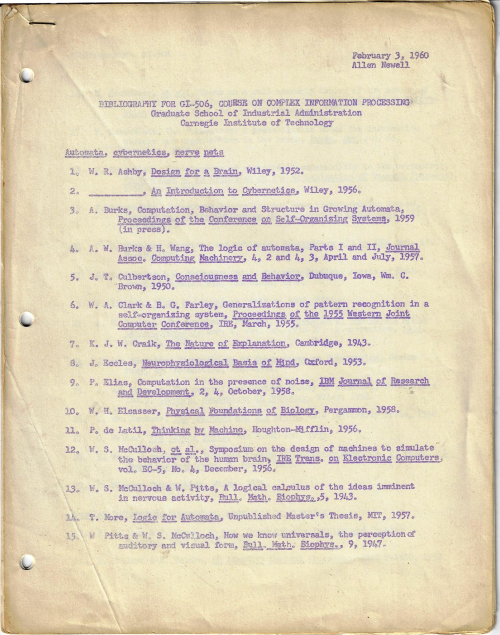 February 3, 1960
Allen Newell
BIBLIOGRAPHY FOR GI-506, COURSE ON COMPLEX INFORMATION PROCESSING
Graduate School of Industrial Administration
Carnegie Institute of Technology
Automata, cybernetics, nerve nets
1. W. R. Ashby, Design for a Brain, Wiley, 1952.
2. __________, An Introduction to Cybernetics, Wiley, 1956.
3. A. Burks, Computation, Behavior and Structure in Growing Automata,
Proceedings of the Conference on Self-Organizing Systems, 1959
(in press).
4. A. W. Burks & H. Wang, The logic of automata, Parts I and II, Journal
Assoc. Computing Machinery, 4, 2 and 4, 3, April and July, 1957.
5. J. T. Culbertson, Consciousness and Behavior, Dubuque, Iowa, Wm. C.
Brown, 1950.
6. W. A. Clark & B. G. Farley, Generalizations of pattern recognition in a
self-organizing system, Proceedings of the 1955 Western Joint
Computer Conference, IRE, March, 1955.
7. K. J. W. Craik, The Nature of Explanation, Cambridge, 1943.
8. J. Eccles, Neurophysiological Basis of Mind, Oxford, 1953.
9. P. Elias, Computation in the presence of noise, IBM Journal of Research
and Development, 2, 4, October, 1958.
10. W. H. Elsasser, Physical Foundations of Biology, Pergammon, 1958.
11. P. de Latil, Thinking by Machine, Houghton-Mifflin, 1956.
12. W. S. McCulloch, et al., Symposium on the design of machines to simulate
the behavior of the human brain, IRE Trans. on Electronic Computers,
vol. EC-5, No. 4, December, 1956.
13. W. S. McCulloch & W. Pitts, A logical calculus of the ideas imminent
in nervous activity, Bull. Math. Biophys., 5, 1943.
14. T. More, Logic for Automata, Unpublished Master's Thesis, MIT, 1957.
15. W Pitts & W. S. McCulloch, How we know universals, the perception of
auditory and visual form, Bull. Math. Biophys., 9, 1947.